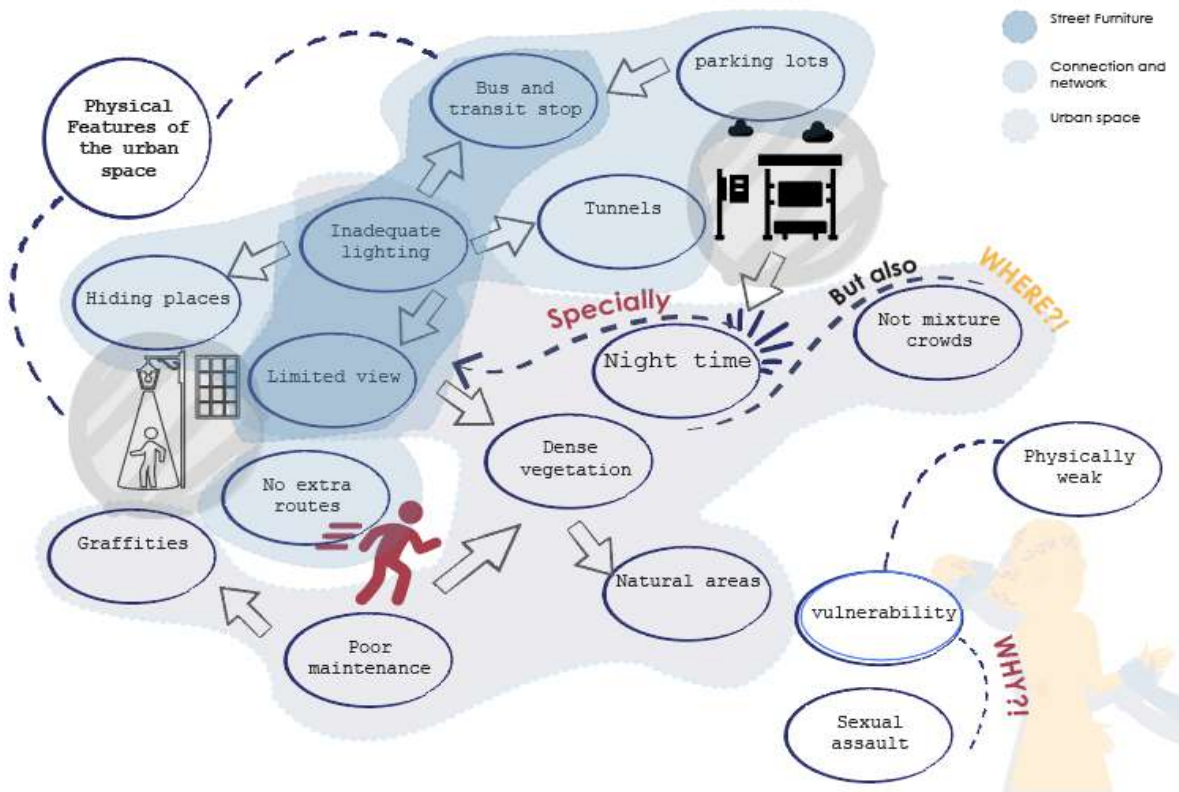 Street Furniture
Connection and
network
Urban space
Physical
Features of
the urban
space
Bus and
transit stop
parking lots
Inadequate
lighting
Tunnels
Hiding places
Limited view
Specially
Night time
But also
WHERE?!
Not mixture
crowds
Dense
vegetation
No extra
routes
Graffities
Poor
maintenance
Natural areas
Physically
weak
vulnerability
WHY?!
Sexual
assault